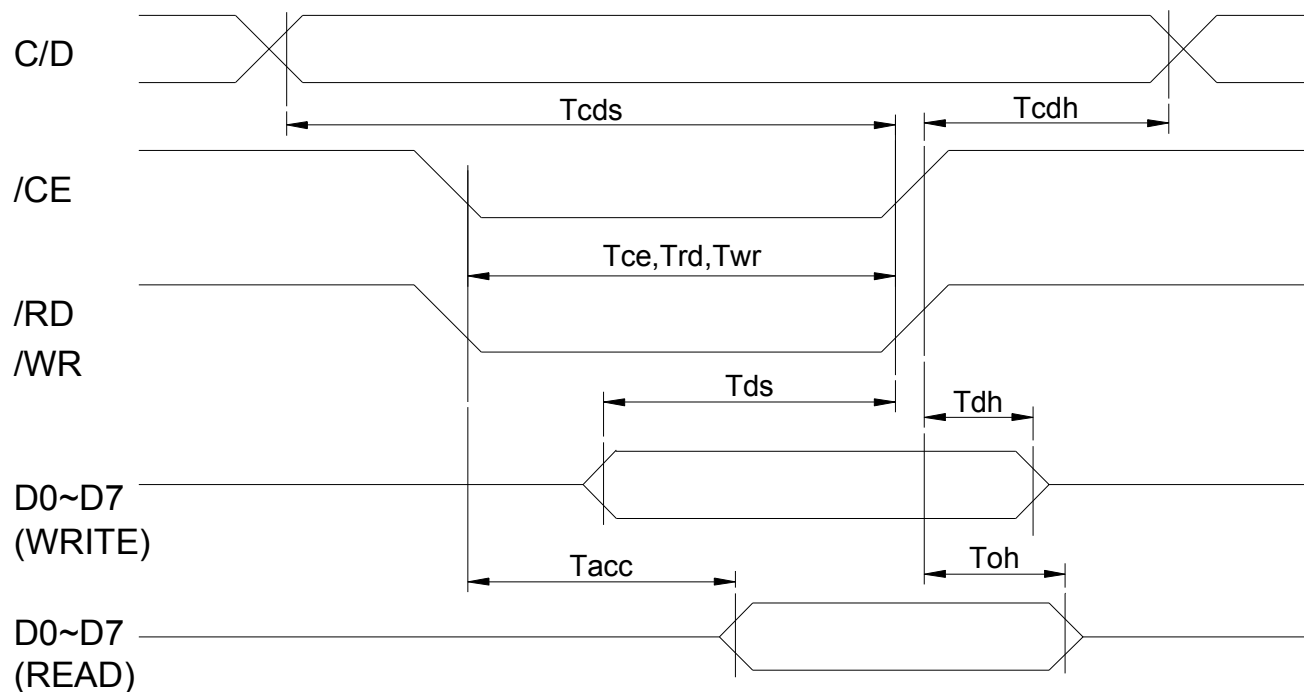 C/D
Tcds
Tcdh
/CE
Tce,Trd,Twr
/RD
/WR
Tds
Tdh
D0~D7
(WRITE)
Tacc
Toh
D0~D7
(READ)